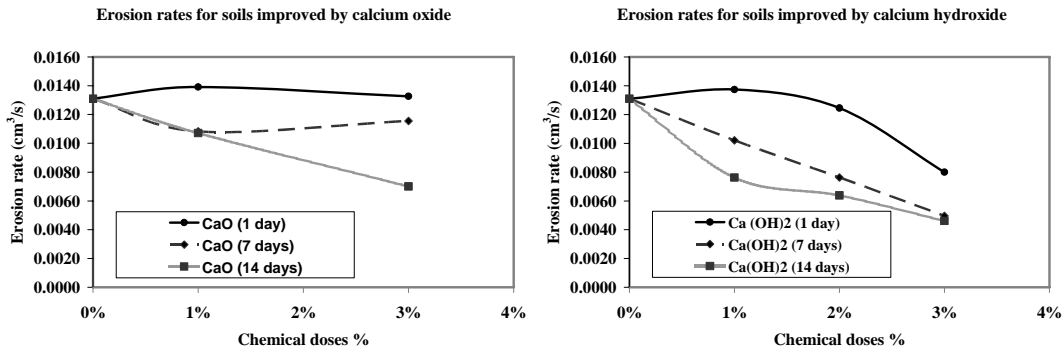 Erosion rates for soils improved by calcium oxide
0.0160
0.0140
0.0120
0.0100
0.0080
0.0060
0.0040
0.0020
0.0000
Erosion rate (cm³/s)
CaO (1 day)
CaO (7 days)
CaO (14 days)
0%
1%
2%
3%
4%
Chemical doses %
Erosion rates for soils improved by calcium hydroxide
0.0160
0.0140
0.0120
0.0100
0.0080
0.0060
0.0040
0.0020
0.0000
Erosion rate (cm³/s)
Ca (OH)2 (1 day)
Ca(OH)2 (7 days)
Ca(OH)2 (14 days)
0%
1%
2%
3%
4%
Chemical doses %